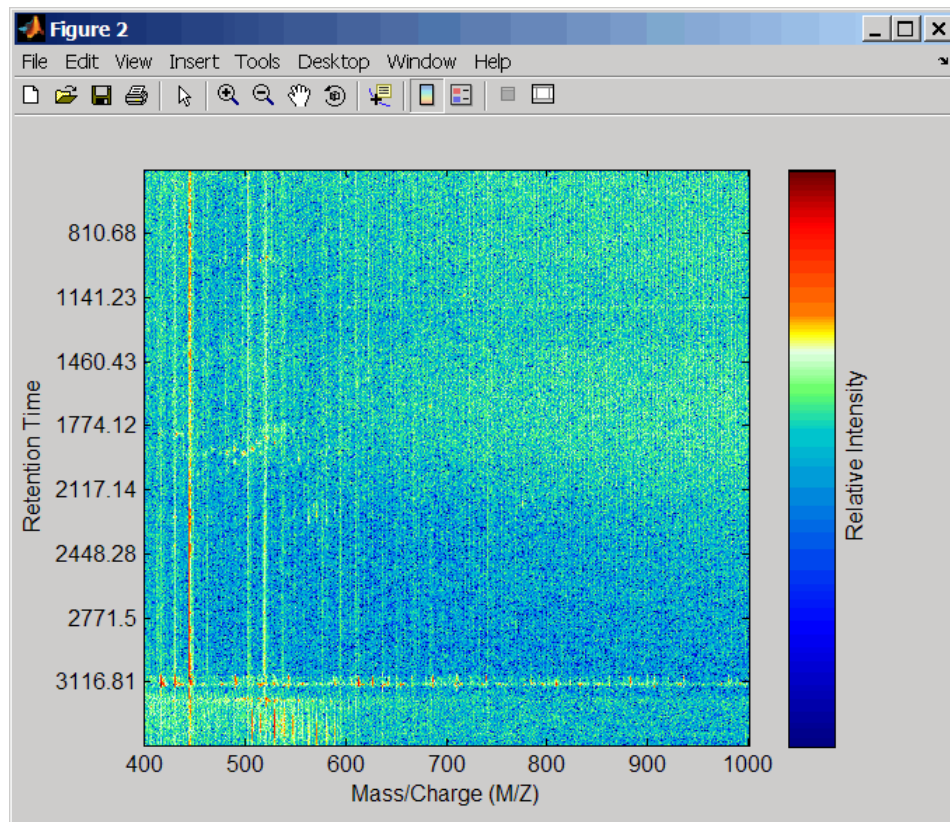 Figure 2
File Edit View Insert Tools Desktop Window Help
810.68
1141.23
1460.43
1774.12
2117.14
2448.28
2771.5
3116.81
Retention Time
400 500 600 700 800 900 1000
Mass/Charge (M/Z)
Relative Intensity